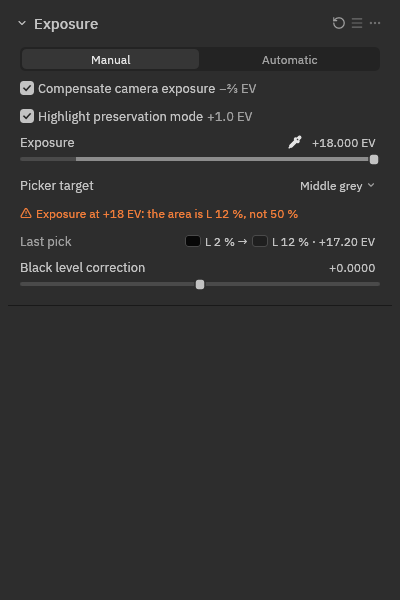 Exposure
Manual
Automatic
Compensate camera exposure −⅔ EV
Highlight preservation mode +1.0 EV
Exposure +18.000 EV
Picker target Middle grey
Exposure at +18 EV: the area is L 12 %, not 50 %
Last pick L 2 % → L 12 % · +17.20 EV
Black level correction +0.0000